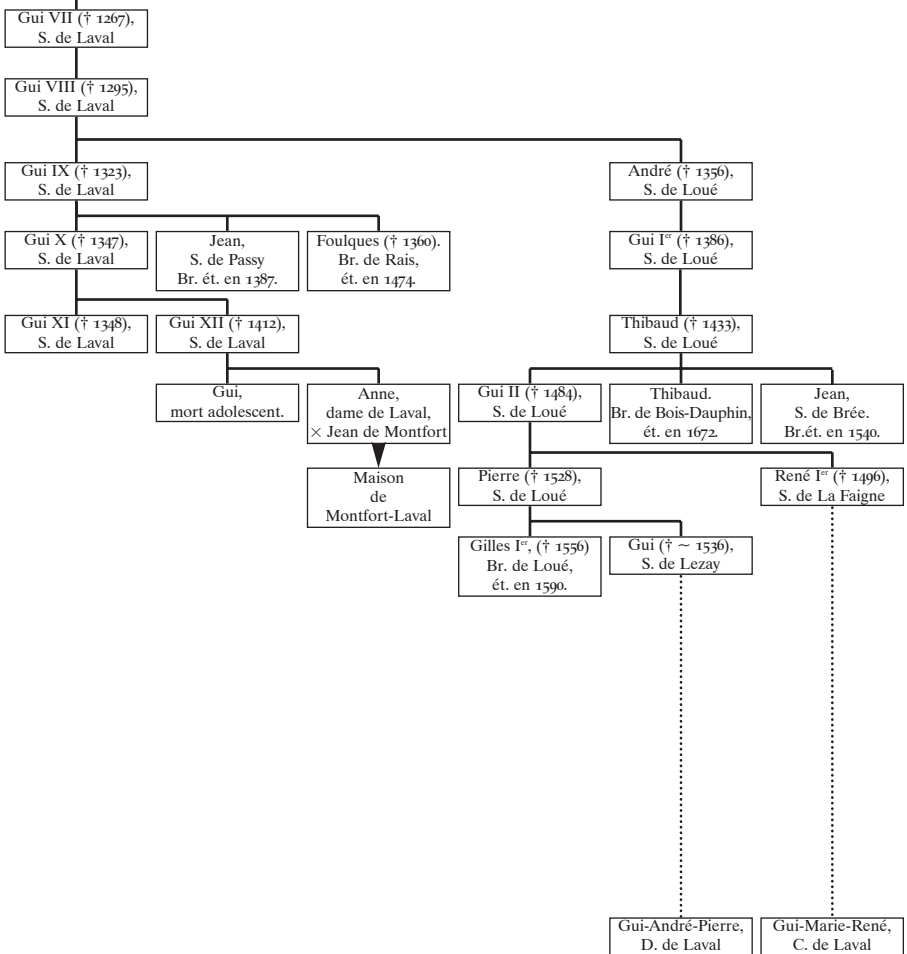 Gui VII († 1267),
S. de Laval
Gui VIII († 1295),
S. de Laval
Gui IX († 1323),
S. de Laval
André († 1356),
S. de Loué
Gui X († 1347),
S. de Laval
Jean,
S. de Passy
Br. ét. en 1387.
Foulques († 1360).
Br. de Rais,
ét. en 1474.
Gui Iᵉʳ († 1386),
S. de Loué
Gui XI († 1348),
S. de Laval
Gui XII († 1412),
S. de Laval
Thibaud († 1433),
S. de Loué
Gui,
mort adolescent.
Anne,
dame de Laval,
× Jean de Montfort
Gui II († 1484),
S. de Loué
Thibaud.
Br. de Bois-Dauphin,
ét. en 1672.
Jean,
S. de Brée.
Br.ét. en 1540.
Maison
de
Montfort-Laval
Pierre († 1528),
S. de Loué
René Iᵉʳ († 1496),
S. de La Faigne
Gilles Iᵉʳ, († 1556)
Br. de Loué,
ét. en 1590.
Gui († ~ 1536),
S. de Lezay
Gui-André-Pierre,
D. de Laval
Gui-Marie-René,
C. de Laval